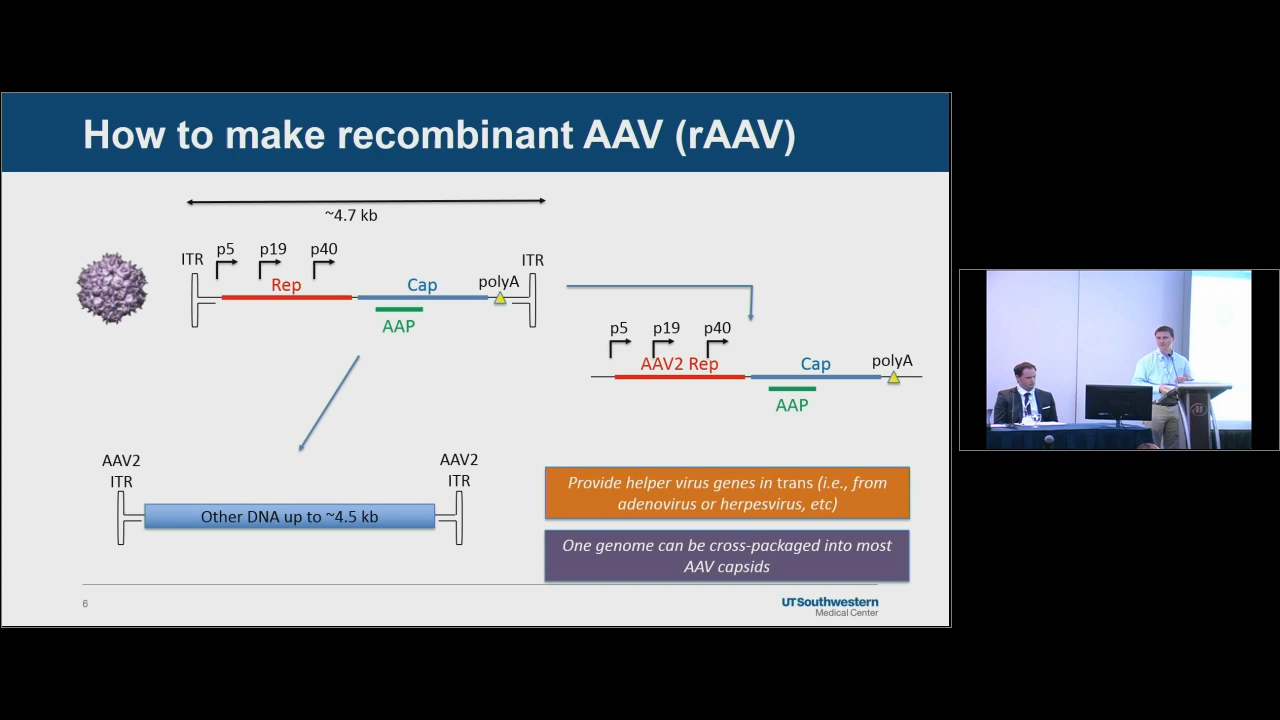 How to make recombinant AAV (rAAV)
~4.7 kb
ITR
p5
p19
p40
Rep
Cap
polyA
ITR
AAP
p5
p19
p40
AAV2 Rep
Cap
polyA
AAP
AAV2
ITR
Other DNA up to ~4.5 kb
AAV2
ITR
Provide helper virus genes in trans (i.e., from
adenovirus or herpesvirus, etc)
One genome can be cross-packaged into most
AAV capsids
6
UTSouthwestern
Medical Center